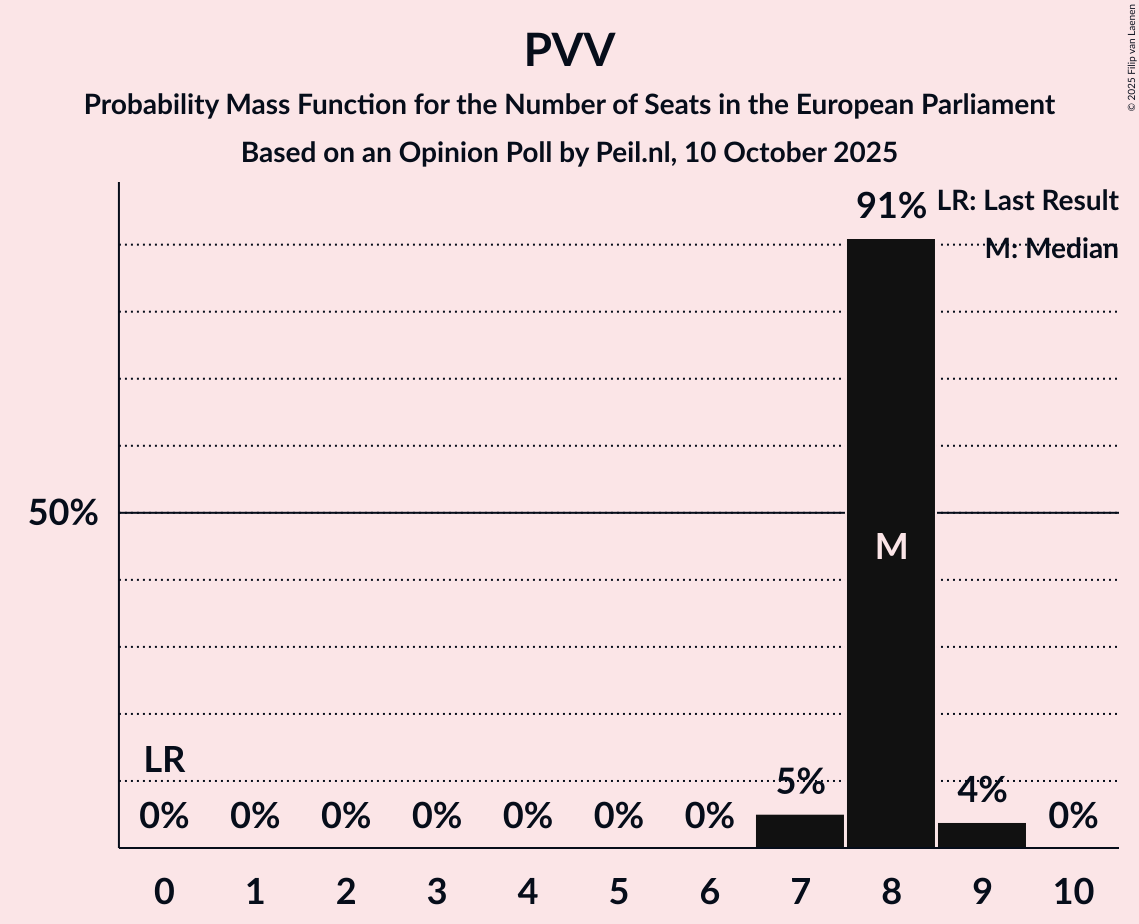 PVV
Probability Mass Function for the Number of Seats in the European Parliament
Based on an Opinion Poll by Peil.nl, 10 October 2025
© 2025 Filip van Laenen
LR: Last Result
M: Median
91%
50%
M
LR
0% 0% 0% 0% 0% 0% 0% 5% 4% 0%
0 1 2 3 4 5 6 7 8 9 10